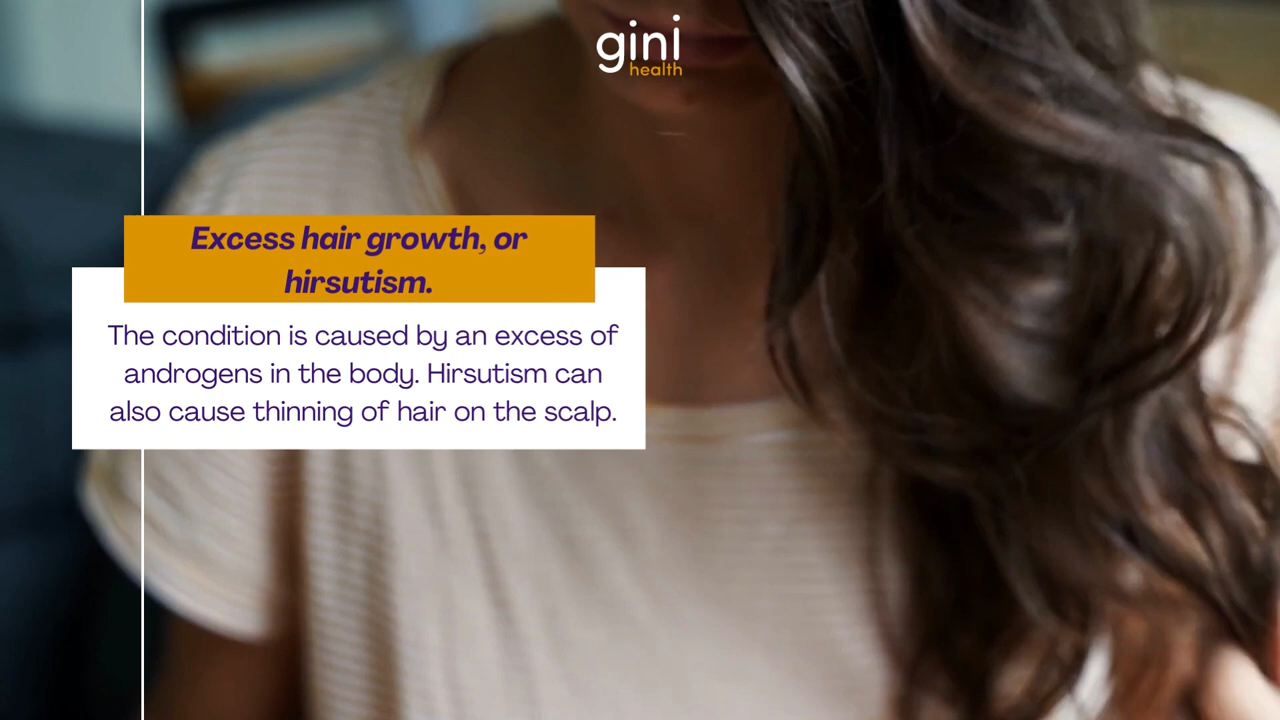 gini
health
Excess hair growth, or
hirsutism.
The condition is caused by an excess of
androgens in the body. Hirsutism can
also cause thinning of hair on the scalp.